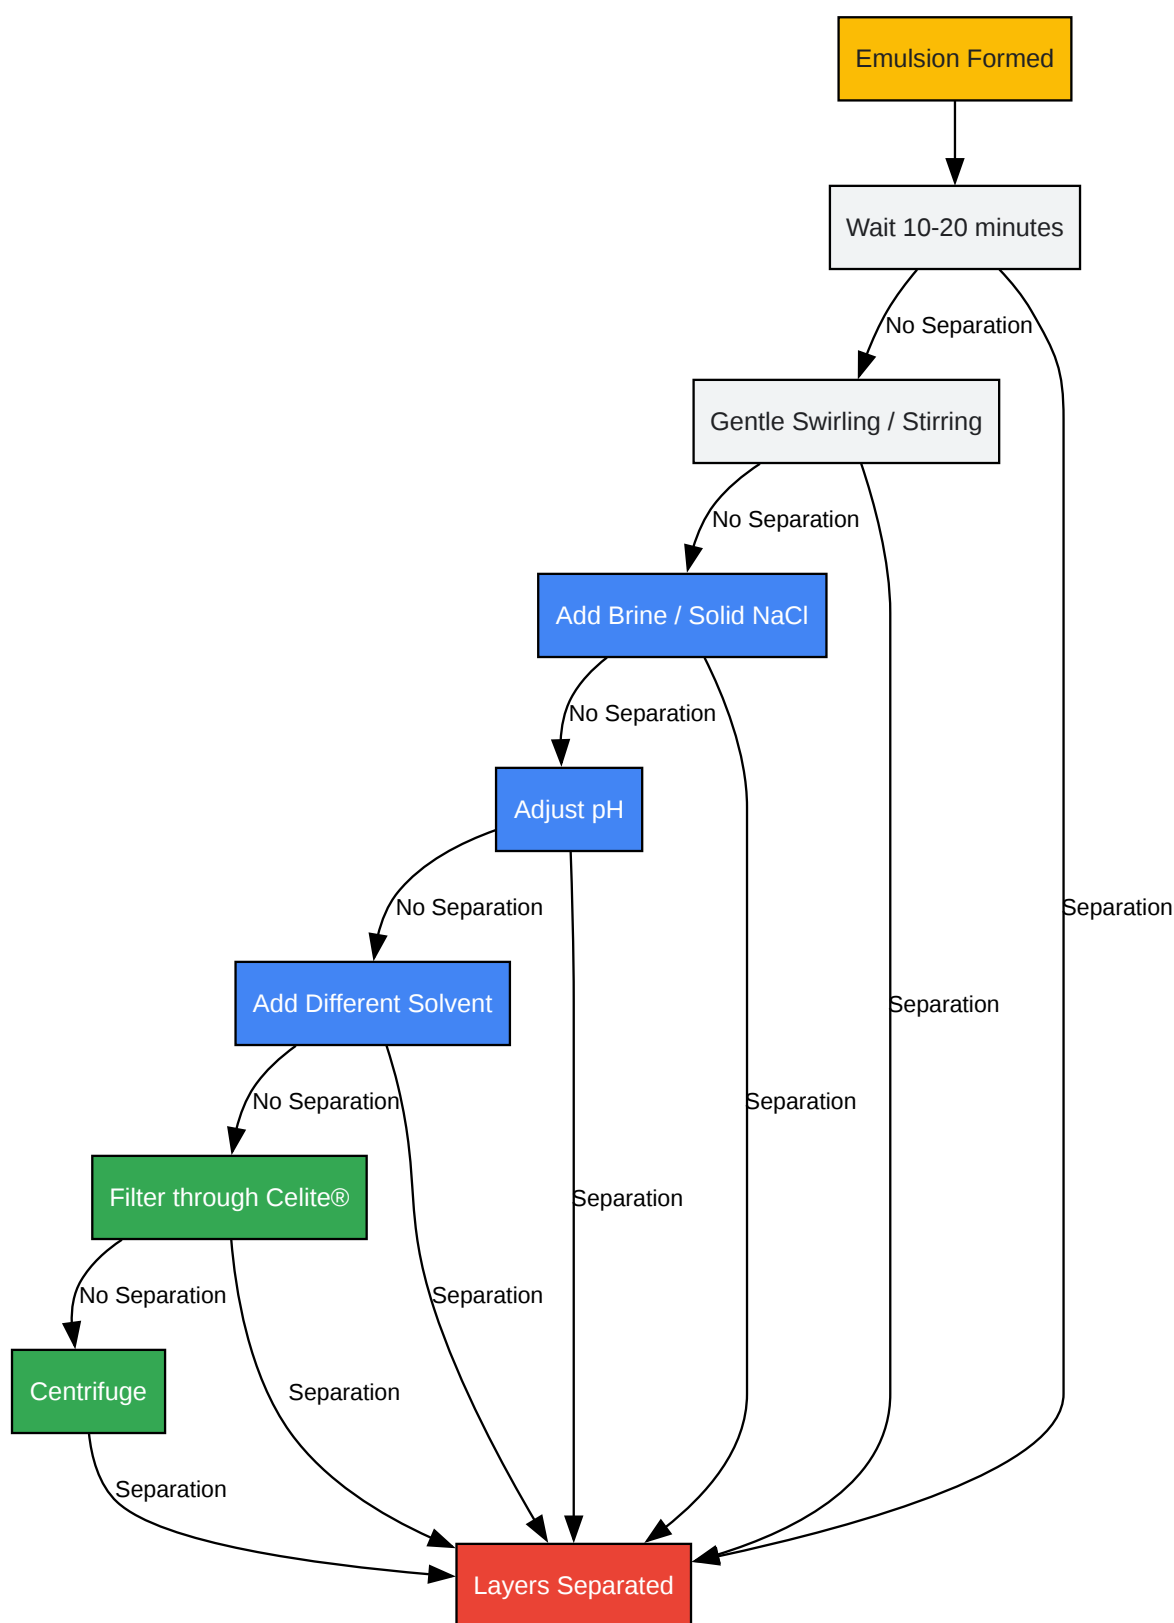 Emulsion Formed
Wait 10-20 minutes
No Separation
Gentle Swirling / Stirring
No Separation
Add Brine / Solid NaCl
No Separation
Adjust pH
No Separation
Separation
Add Different Solvent
Separation
No Separation
Separation
Filter through Celite®
Separation
No Separation
Separation
Centrifuge
Separation
Separation
Layers Separated